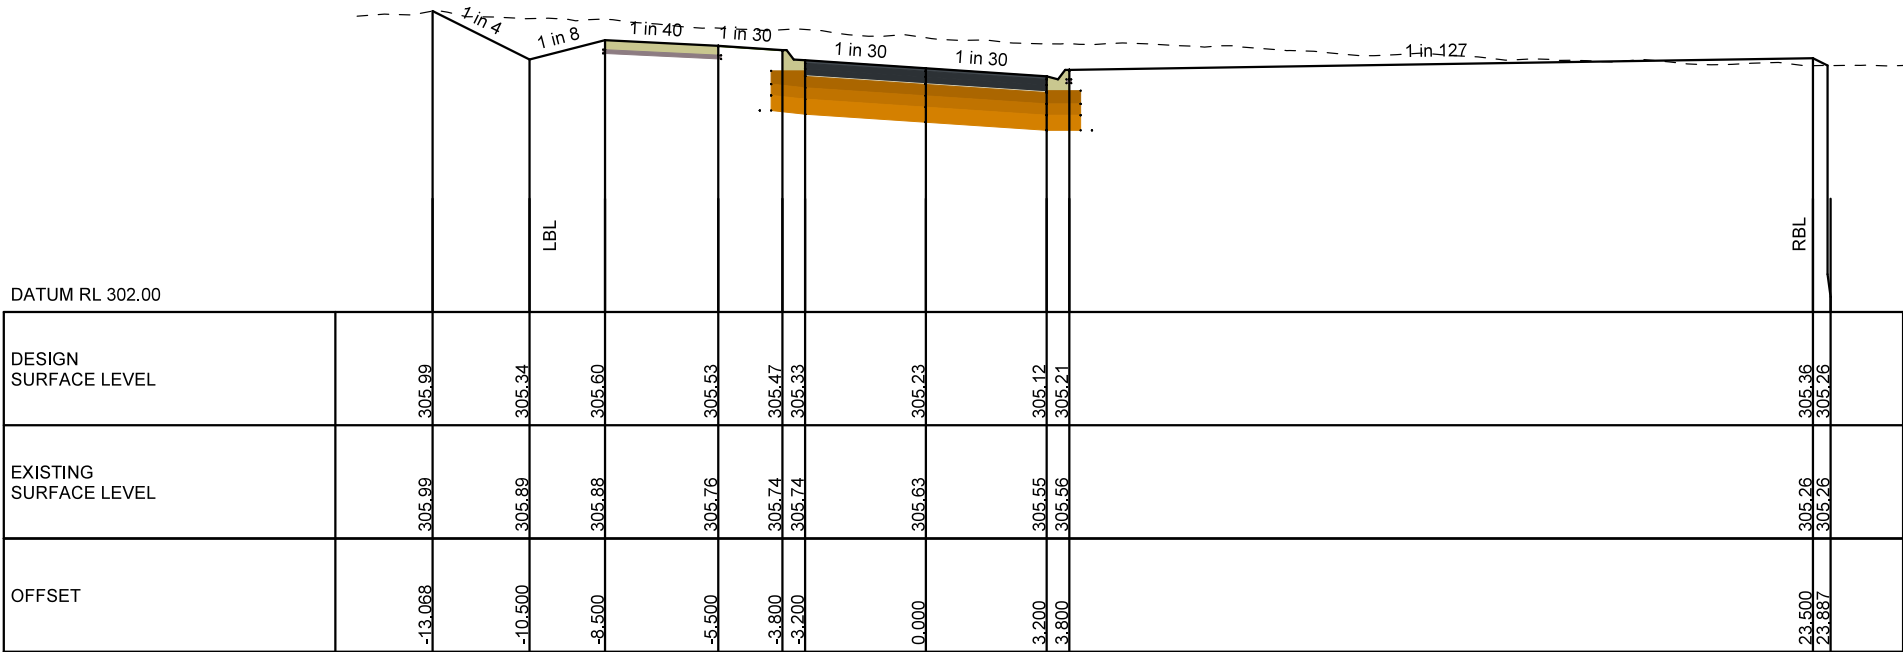 1 in 4
1 in 8
1 in 40
1 in 30
1 in 30
1 in 30
1 in 127
LBL
RBL
DATUM RL 302.00
DESIGN
SURFACE LEVEL
305.99
305.34
305.60
305.53
305.47
305.33
305.23
305.12
305.21
305.36
305.26
EXISTING
SURFACE LEVEL
305.99
305.89
305.88
305.76
305.74
305.74
305.63
305.55
305.56
305.26
305.26
OFFSET
-13.068
-10.500
-8.500
-5.500
-3.800
-3.200
0.000
3.200
3.800
23.500
23.887